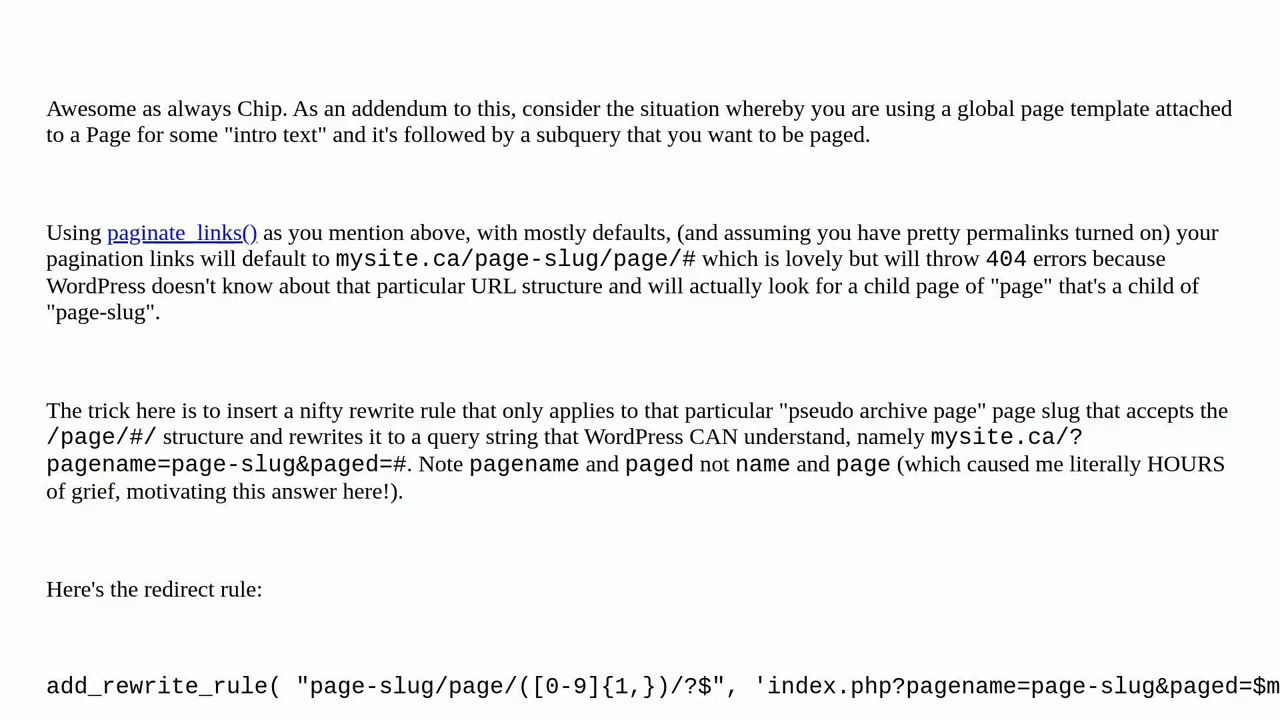 Awesome as always Chip. As an addendum to this, consider the situation whereby you are using a global page template attached
to a Page for some "intro text" and it's followed by a subquery that you want to be paged.
Using paginate_links() as you mention above, with mostly defaults, (and assuming you have pretty permalinks turned on) your
pagination links will default to mysite.ca/page-slug/page/# which is lovely but will throw 404 errors because
WordPress doesn't know about that particular URL structure and will actually look for a child page of "page" that's a child of
"page-slug".
The trick here is to insert a nifty rewrite rule that only applies to that particular "pseudo archive page" page slug that accepts the
/page/#/ structure and rewrites it to a query string that WordPress CAN understand, namely mysite.ca/?
pagename=page-slug&paged=#. Note pagename and paged not name and page (which caused me literally HOURS
of grief, motivating this answer here!).
Here's the redirect rule:
add_rewrite_rule( "page-slug/page/([0-9]{1,})/?$", 'index.php?pagename=page-slug&paged=$m